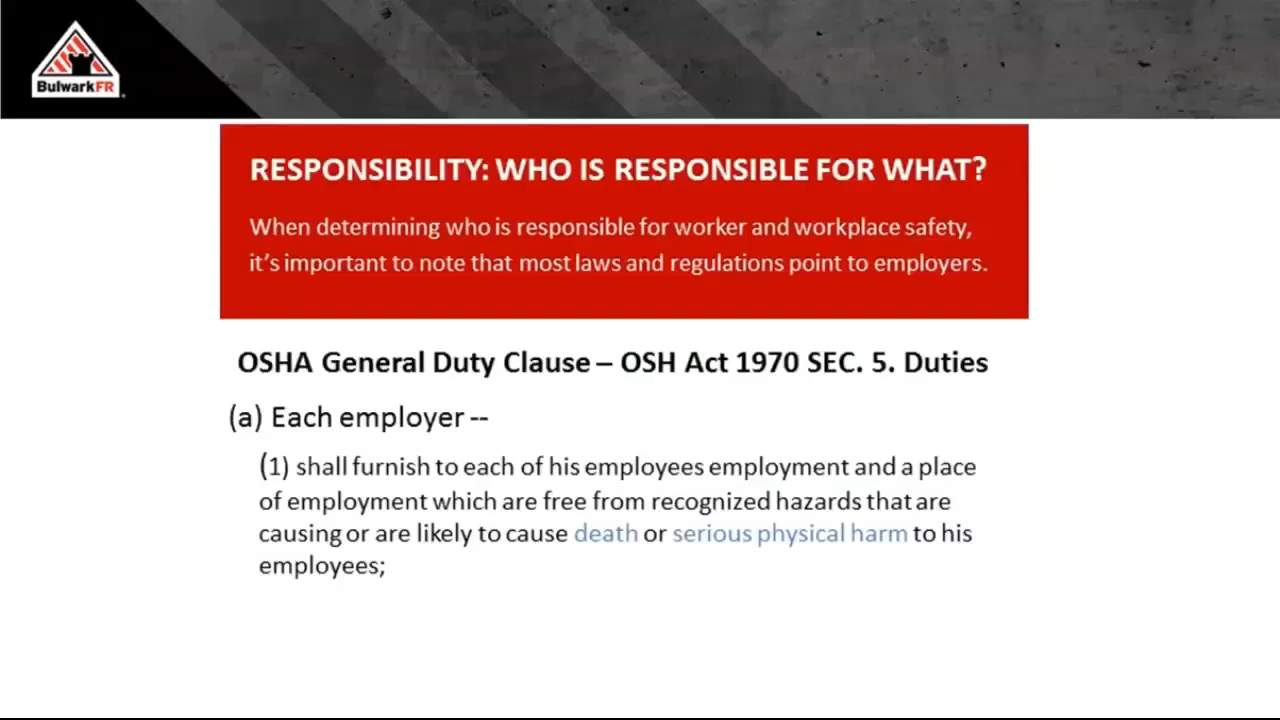 BulwarkFR
RESPONSIBILITY: WHO IS RESPONSIBLE FOR WHAT?
When determining who is responsible for worker and workplace safety,
it's important to note that most laws and regulations point to employers.
OSHA General Duty Clause – OSH Act 1970 SEC. 5. Duties
(a) Each employer --
(1) shall furnish to each of his employees employment and a place
of employment which are free from recognized hazards that are
causing or are likely to cause death or serious physical harm to his
employees;